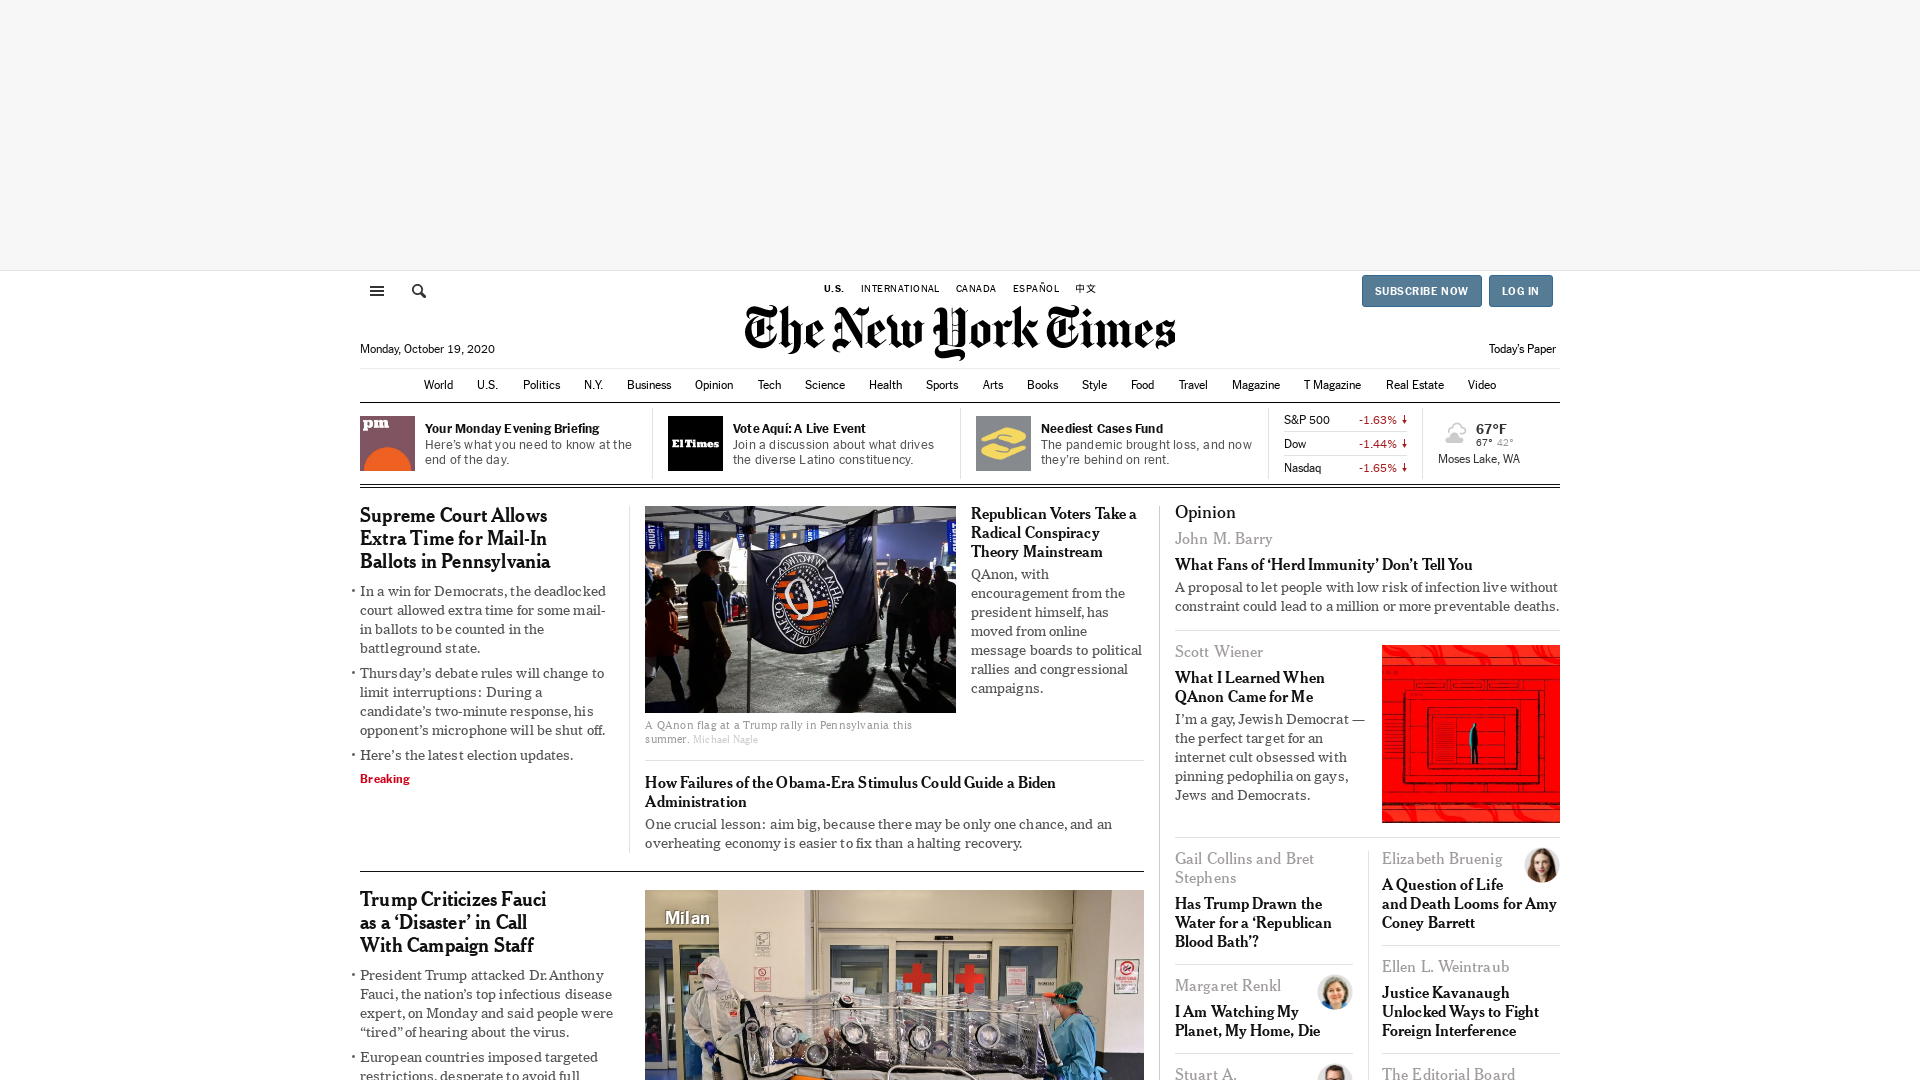 U.S. INTERNATIONAL CANADA ESPAÑOL 中文
SUBSCRIBE NOW LOG IN
The New York Times
Monday, October 19, 2020
Today's Paper
World U.S. Politics N.Y. Business Opinion Tech Science Health Sports Arts Books Style Food Travel Magazine T Magazine Real Estate Video
pm
Your Monday Evening Briefing
Here's what you need to know at the
end of the day.
El Times
Vote Aquí: A Live Event
Join a discussion about what drives
the diverse Latino constituency.
Neediest Cases Fund
The pandemic brought loss, and now
they're behind on rent.
S&P 500 -1.63% ↓
Dow -1.44% ↓
Nasdaq -1.65% ↓
67°F
67° 42°
Moses Lake, WA
Supreme Court Allows
Extra Time for Mail-In
Ballots in Pennsylvania
• In a win for Democrats, the deadlocked
court allowed extra time for some mail-
in ballots to be counted in the
battleground state.
• Thursday's debate rules will change to
limit interruptions: During a
candidate's two-minute response, his
opponent's microphone will be shut off.
• Here's the latest election updates.
Breaking
TRUMP
Q
A QAnon flag at a Trump rally in Pennsylvania this
summer. Michael Nagle
Republican Voters Take a
Radical Conspiracy
Theory Mainstream
QAnon, with
encouragement from the
president himself, has
moved from online
message boards to political
rallies and congressional
campaigns.
How Failures of the Obama-Era Stimulus Could Guide a Biden
Administration
One crucial lesson: aim big, because there may be only one chance, and an
overheating economy is easier to fix than a halting recovery.
Trump Criticizes Fauci
as a ‘Disaster’ in Call
With Campaign Staff
• President Trump attacked Dr. Anthony
Fauci, the nation's top infectious disease
expert, on Monday and said people were
“tired” of hearing about the virus.
• European countries imposed targeted
restrictions, desperate to avoid full
Milan
Opinion
John M. Barry
What Fans of ‘Herd Immunity’ Don't Tell You
A proposal to let people with low risk of infection live without
constraint could lead to a million or more preventable deaths.
Scott Wiener
What I Learned When
QAnon Came for Me
I'm a gay, Jewish Democrat —
the perfect target for an
internet cult obsessed with
pinning pedophilia on gays,
Jews and Democrats.
Gail Collins and Bret
Stephens
Has Trump Drawn the
Water for a ‘Republican
Blood Bath’?
Margaret Renkl
I Am Watching My
Planet, My Home, Die
Stuart A.
Elizabeth Bruenig
A Question of Life
and Death Looms for Amy
Coney Barrett
Ellen L. Weintraub
Justice Kavanaugh
Unlocked Ways to Fight
Foreign Interference
The Editorial Board